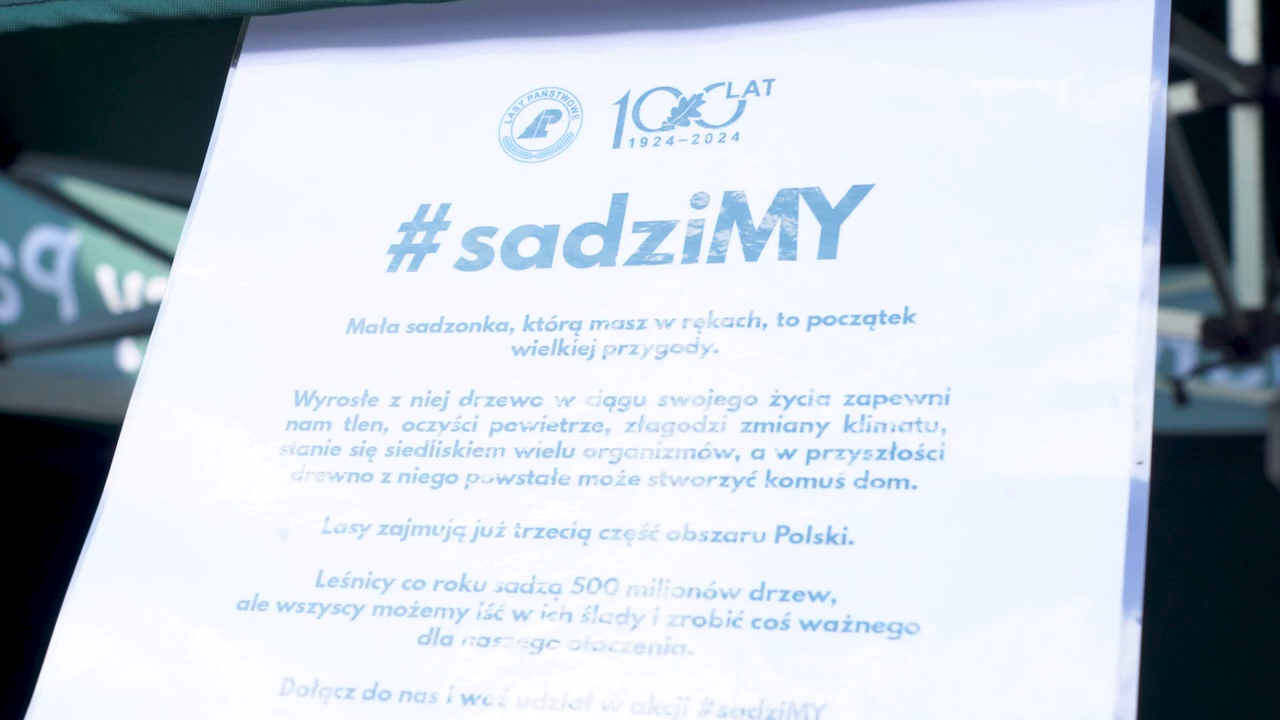 LASY PAŃSTWOWE
100 LAT
1924-2024
#sadziMY
Mała sadzonka, którą masz w rękach, to początek
wielkiej przygody.
Wyrosłe z niej drzewo w ciągu swojego życia zapewni
nam tlen, oczyści powietrze, złagodzi zmiany klimatu,
stanie się siedliskiem wielu organizmów, a w przyszłości
drewno z niego powstałe może stworzyć komuś dom.
Lasy zajmują już trzecią część obszaru Polski.
Leśnicy co roku sadzą 500 milionów drzew,
ale wszyscy możemy iść w ich ślady i zrobić coś ważnego
dla naszego otoczenia.
Dołącz do nas i weź udział w akcji #sadziMY